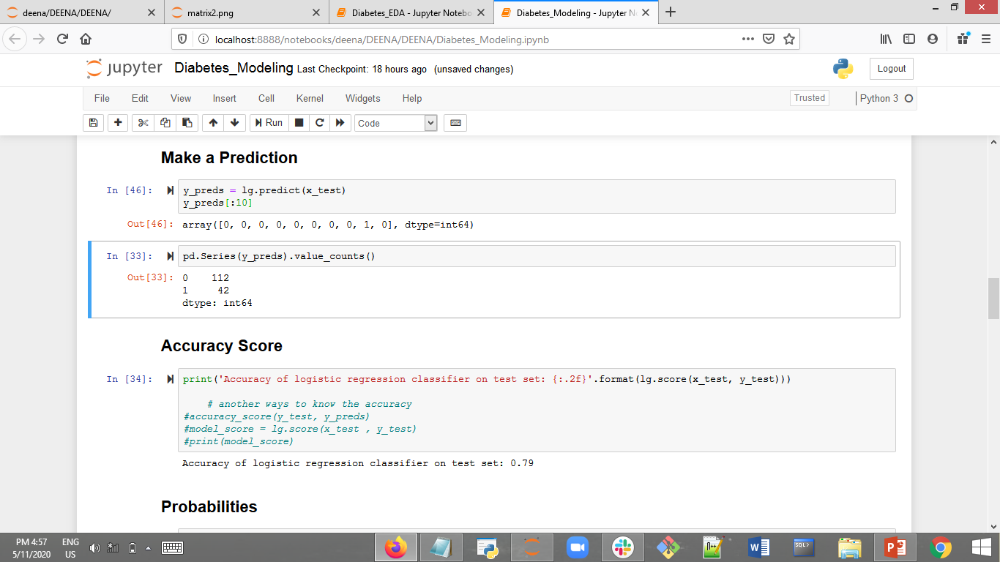 deena/DEENA/DEENA/
matrix2.png
Diabetes_EDA - Jupyter Notebo
Diabetes_Modeling - Jupyter N
localhost:8888/notebooks/deena/DEENA/DEENA/Diabetes_Modeling.ipynb
jupyter Diabetes_Modeling Last Checkpoint: 18 hours ago (unsaved changes)
Logout
File Edit View Insert Cell Kernel Widgets Help
Trusted
Python 3
Run
Code
Make a Prediction
In [46]:
y_preds = lg.predict(x_test)
y_preds[:10]
Out[46]: array([0, 0, 0, 0, 0, 0, 0, 0, 1, 0], dtype=int64)
In [33]:
pd.Series(y_preds).value_counts()
Out[33]: 0    112
1     42
dtype: int64
Accuracy Score
In [34]:
print('Accuracy of logistic regression classifier on test set: {:.2f}'.format(lg.score(x_test, y_test)))
# another ways to know the accuracy
#accuracy_score(y_test, y_preds)
#model_score = lg.score(x_test , y_test)
#print(model_score)
Accuracy of logistic regression classifier on test set: 0.79
Probabilities
PM 4:57
5/11/2020
ENG
US
SQL>